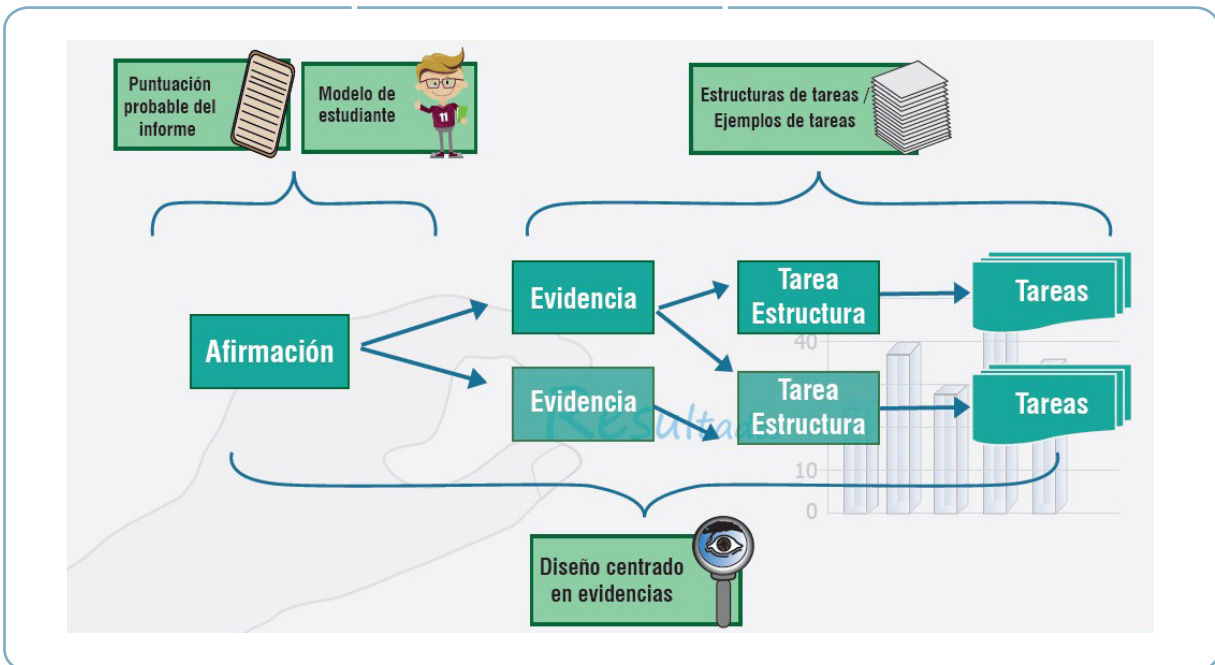 Puntuación
probable del
informe
Modelo de
estudiante
11
Estructuras de tareas /
Ejemplos de tareas
Afirmación
Evidencia
Evidencia
Tarea
Estructura
Tarea
Estructura
Tareas
Tareas
40
10
0
Resultados
Diseño centrado
en evidencias